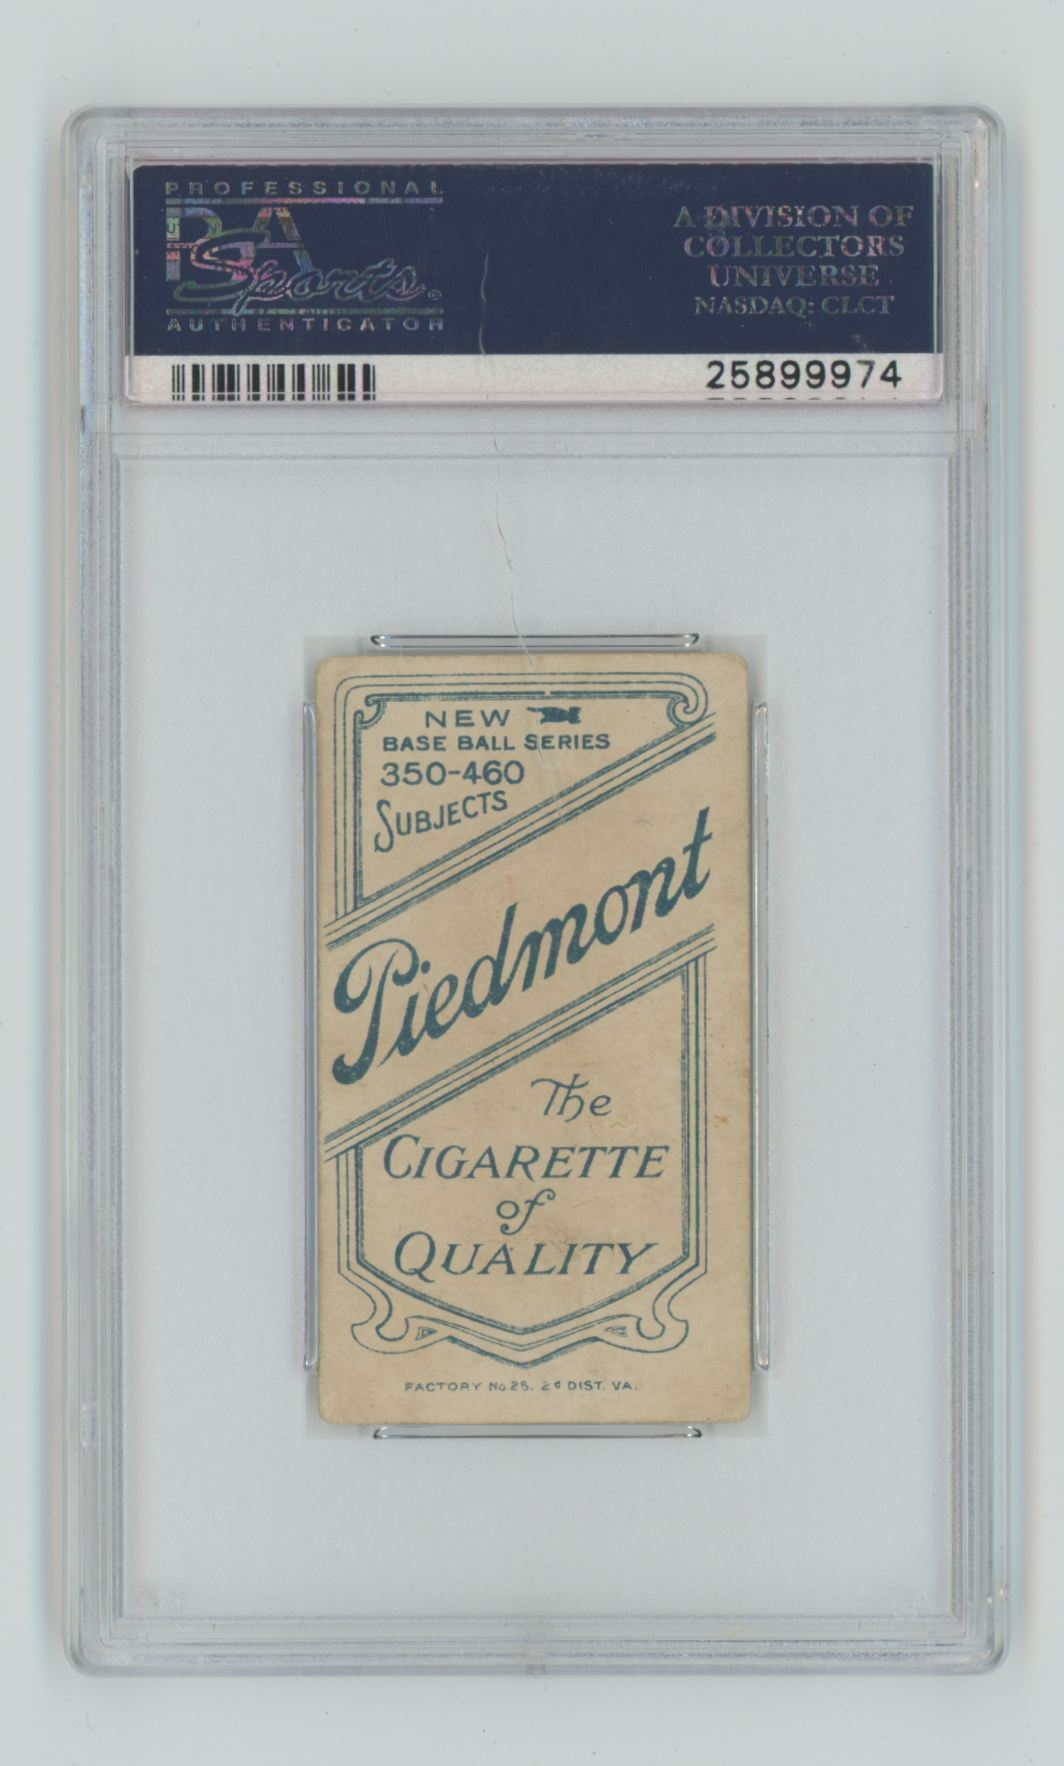 PROFESSIONAL
PSA
Sports®
AUTHENTICATOR
A DIVISION OF
COLLECTORS
UNIVERSE
NASDAQ: CLCT
25899974
NEW
BASE BALL SERIES
350-460
SUBJECTS
Piedmont
The
CIGARETTE
of
QUALITY
FACTORY No. 25. 2d DIST. VA.